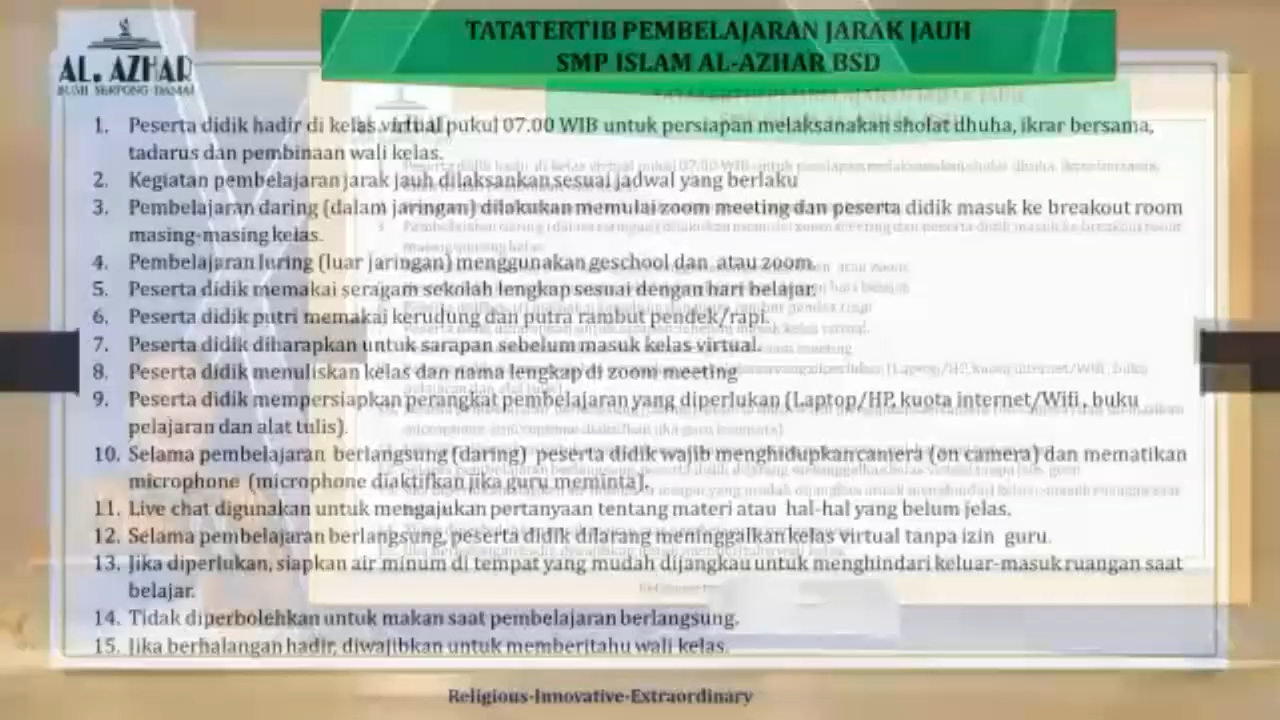 AL. AZHAR
BUMI SERPONG DAMAI
TATATERTIB PEMBELAJARAN JARAK JAUH
SMP ISLAM AL-AZHAR BSD
1. Peserta didik hadir di kelas virtual pukul 07.00 WIB untuk persiapan melaksanakan sholat dhuha, ikrar bersama,
tadarus dan pembinaan wali kelas.
2. Kegiatan pembelajaran jarak jauh dilaksankan sesuai jadwal yang berlaku
3. Pembelajaran daring (dalam jaringan) dilakukan memulai zoom meeting dan peserta didik masuk ke breakout room
masing-masing kelas.
4. Pembelajaran luring (luar jaringan) menggunakan geschool dan atau zoom.
5. Peserta didik memakai seragam sekolah lengkap sesuai dengan hari belajar.
6. Peserta didik putri memakai kerudung dan putra rambut pendek/rapi.
7. Peserta didik diharapkan untuk sarapan sebelum masuk kelas virtual.
8. Peserta didik menuliskan kelas dan nama lengkap di zoom meeting
9. Peserta didik mempersiapkan perangkat pembelajaran yang diperlukan (Laptop/HP, kuota internet/Wifi, buku
pelajaran dan alat tulis).
10. Selama pembelajaran berlangsung (daring) peserta didik wajib menghidupkan camera (on camera) dan mematikan
microphone (microphone diaktifkan jika guru meminta).
11. Live chat digunakan untuk mengajukan pertanyaan tentang materi atau hal-hal yang belum jelas.
12. Selama pembelajaran berlangsung, peserta didik dilarang meninggalkan kelas virtual tanpa izin guru.
13. Jika diperlukan, siapkan air minum di tempat yang mudah dijangkau untuk menghindari keluar-masuk ruangan saat
belajar.
14. Tidak diperbolehkan untuk makan saat pembelajaran berlangsung.
15. Jika berhalangan hadir, diwajibkan untuk memberitahu wali kelas.
Religious-Innovative-Extraordinary